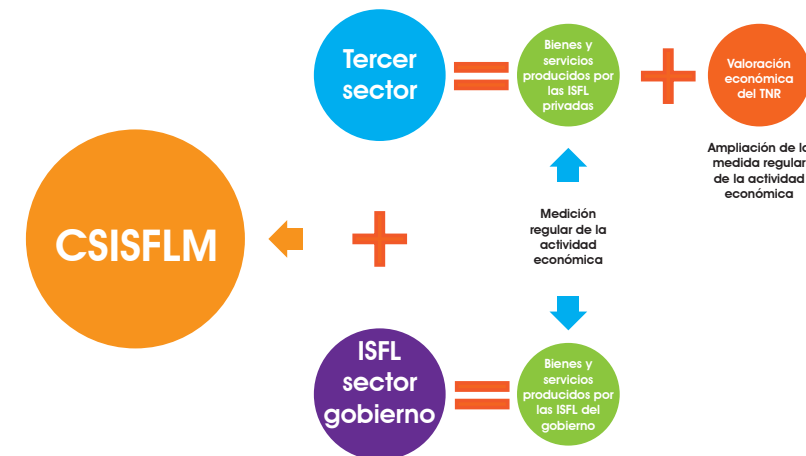 Tercer
sector
Bienes y
servicios
producidos por
las ISFL
privadas
Valoración
económica
del TNR
Ampliación de la
medida regular
de la actividad
económica
Medición
regular de la
actividad
económica
CSISFLM
ISFL
sector
gobierno
Bienes y
servicios
producidos por
las ISFL del
gobierno